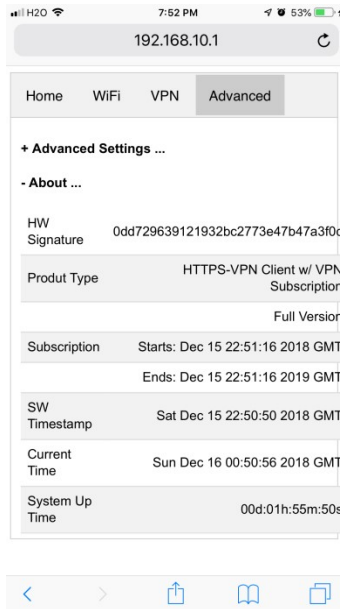 H2O 7:52 PM 53%
192.168.10.1
Home WiFi VPN Advanced
+ Advanced Settings ...
- About ...
HW
Signature 0dd729639121932bc2773e47b47a3f0c
Produt Type HTTPS-VPN Client w/ VPN
Subscription
Full Version
Subscription Starts: Dec 15 22:51:16 2018 GMT
Ends: Dec 15 22:51:16 2019 GMT
SW
Timestamp Sat Dec 15 22:50:50 2018 GMT
Current
Time Sun Dec 16 00:50:56 2018 GMT
System Up
Time 00d:01h:55m:50s